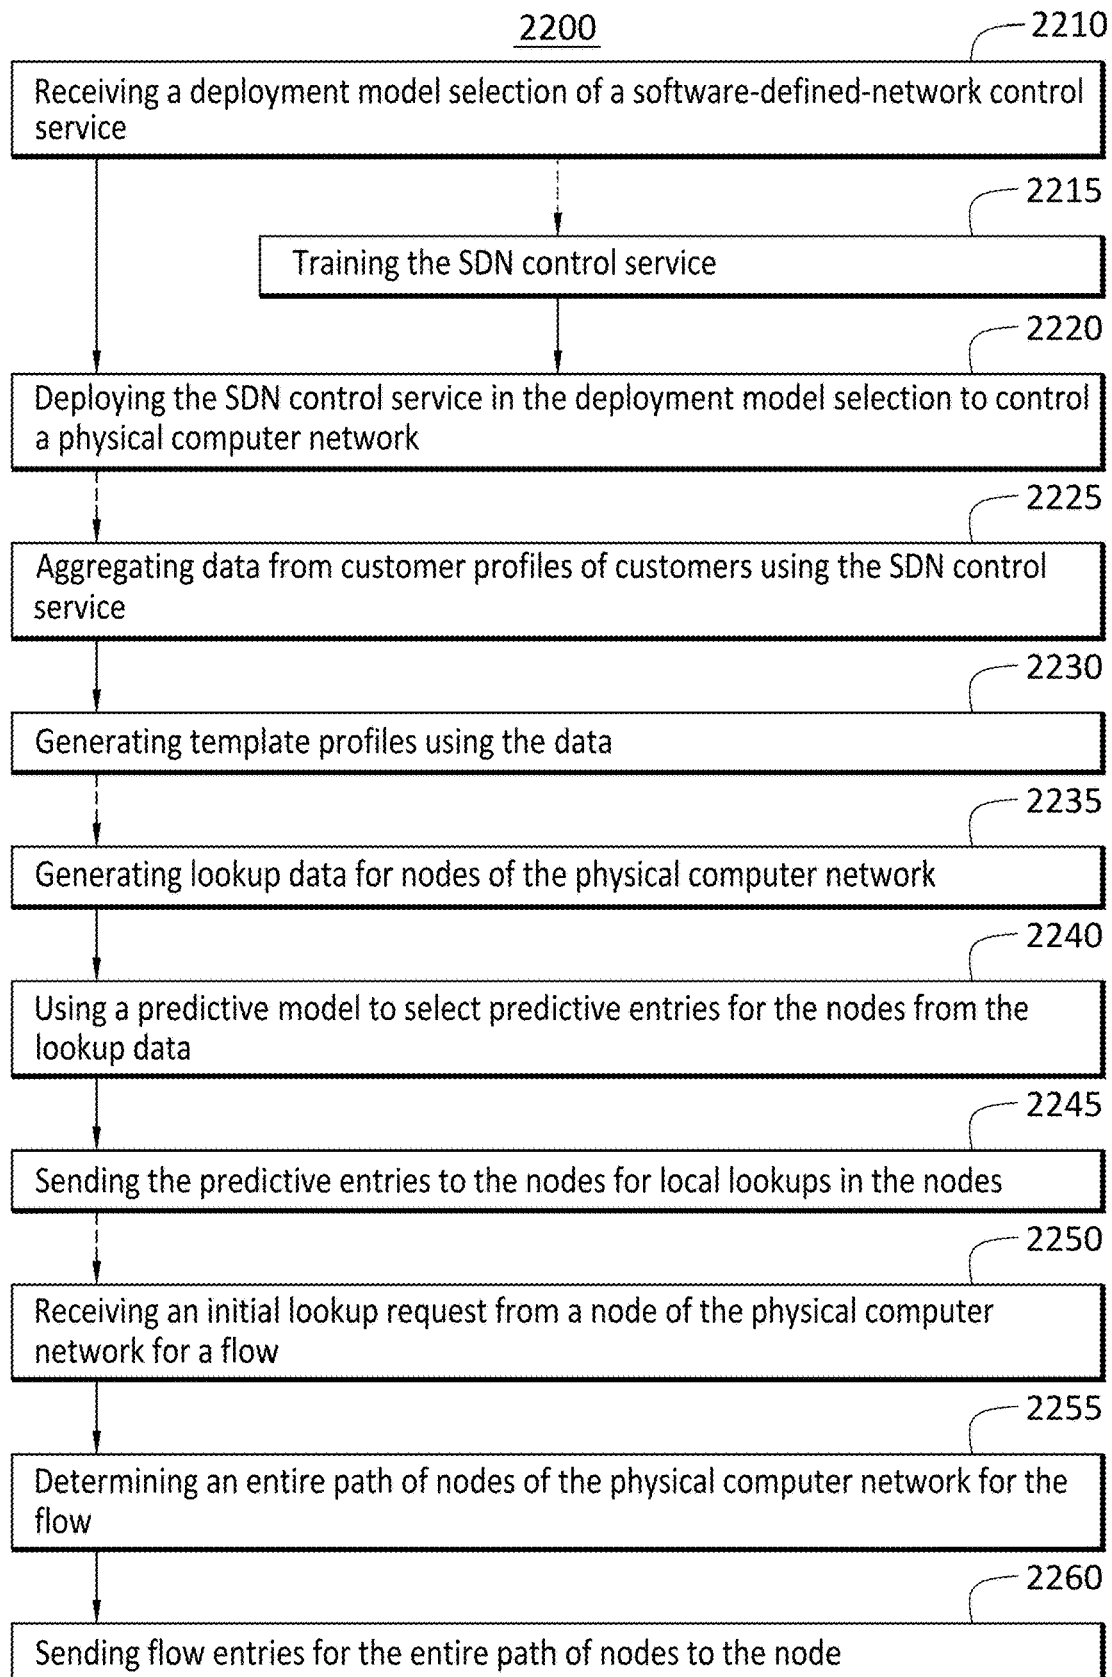 2200
2210
Receiving a deployment model selection of a software-defined-network control
service
2215
Training the SDN control service
2220
Deploying the SDN control service in the deployment model selection to control
a physical computer network
2225
Aggregating data from customer profiles of customers using the SDN control
service
2230
Generating template profiles using the data
2235
Generating lookup data for nodes of the physical computer network
2240
Using a predictive model to select predictive entries for the nodes from the
lookup data
2245
Sending the predictive entries to the nodes for local lookups in the nodes
2250
Receiving an initial lookup request from a node of the physical computer
network for a flow
2255
Determining an entire path of nodes of the physical computer network for the
flow
2260
Sending flow entries for the entire path of nodes to the node